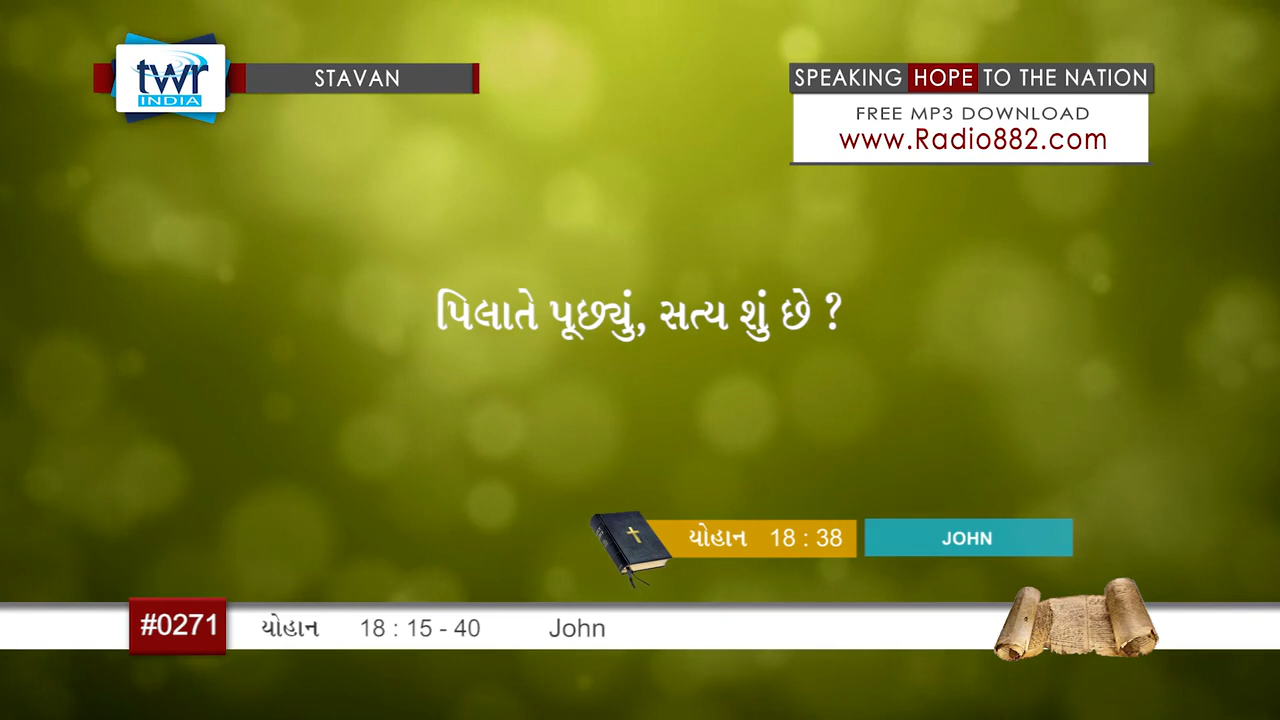 twr
INDIA
STAVAN
SPEAKING HOPE TO THE NATION
FREE MP3 DOWNLOAD
www.Radio882.com
પિલાતે પૂછ્યું, સત્ય શું છે ?
યોહાન 18 : 38
JOHN
#0271 યોહાન 18 : 15 - 40 John